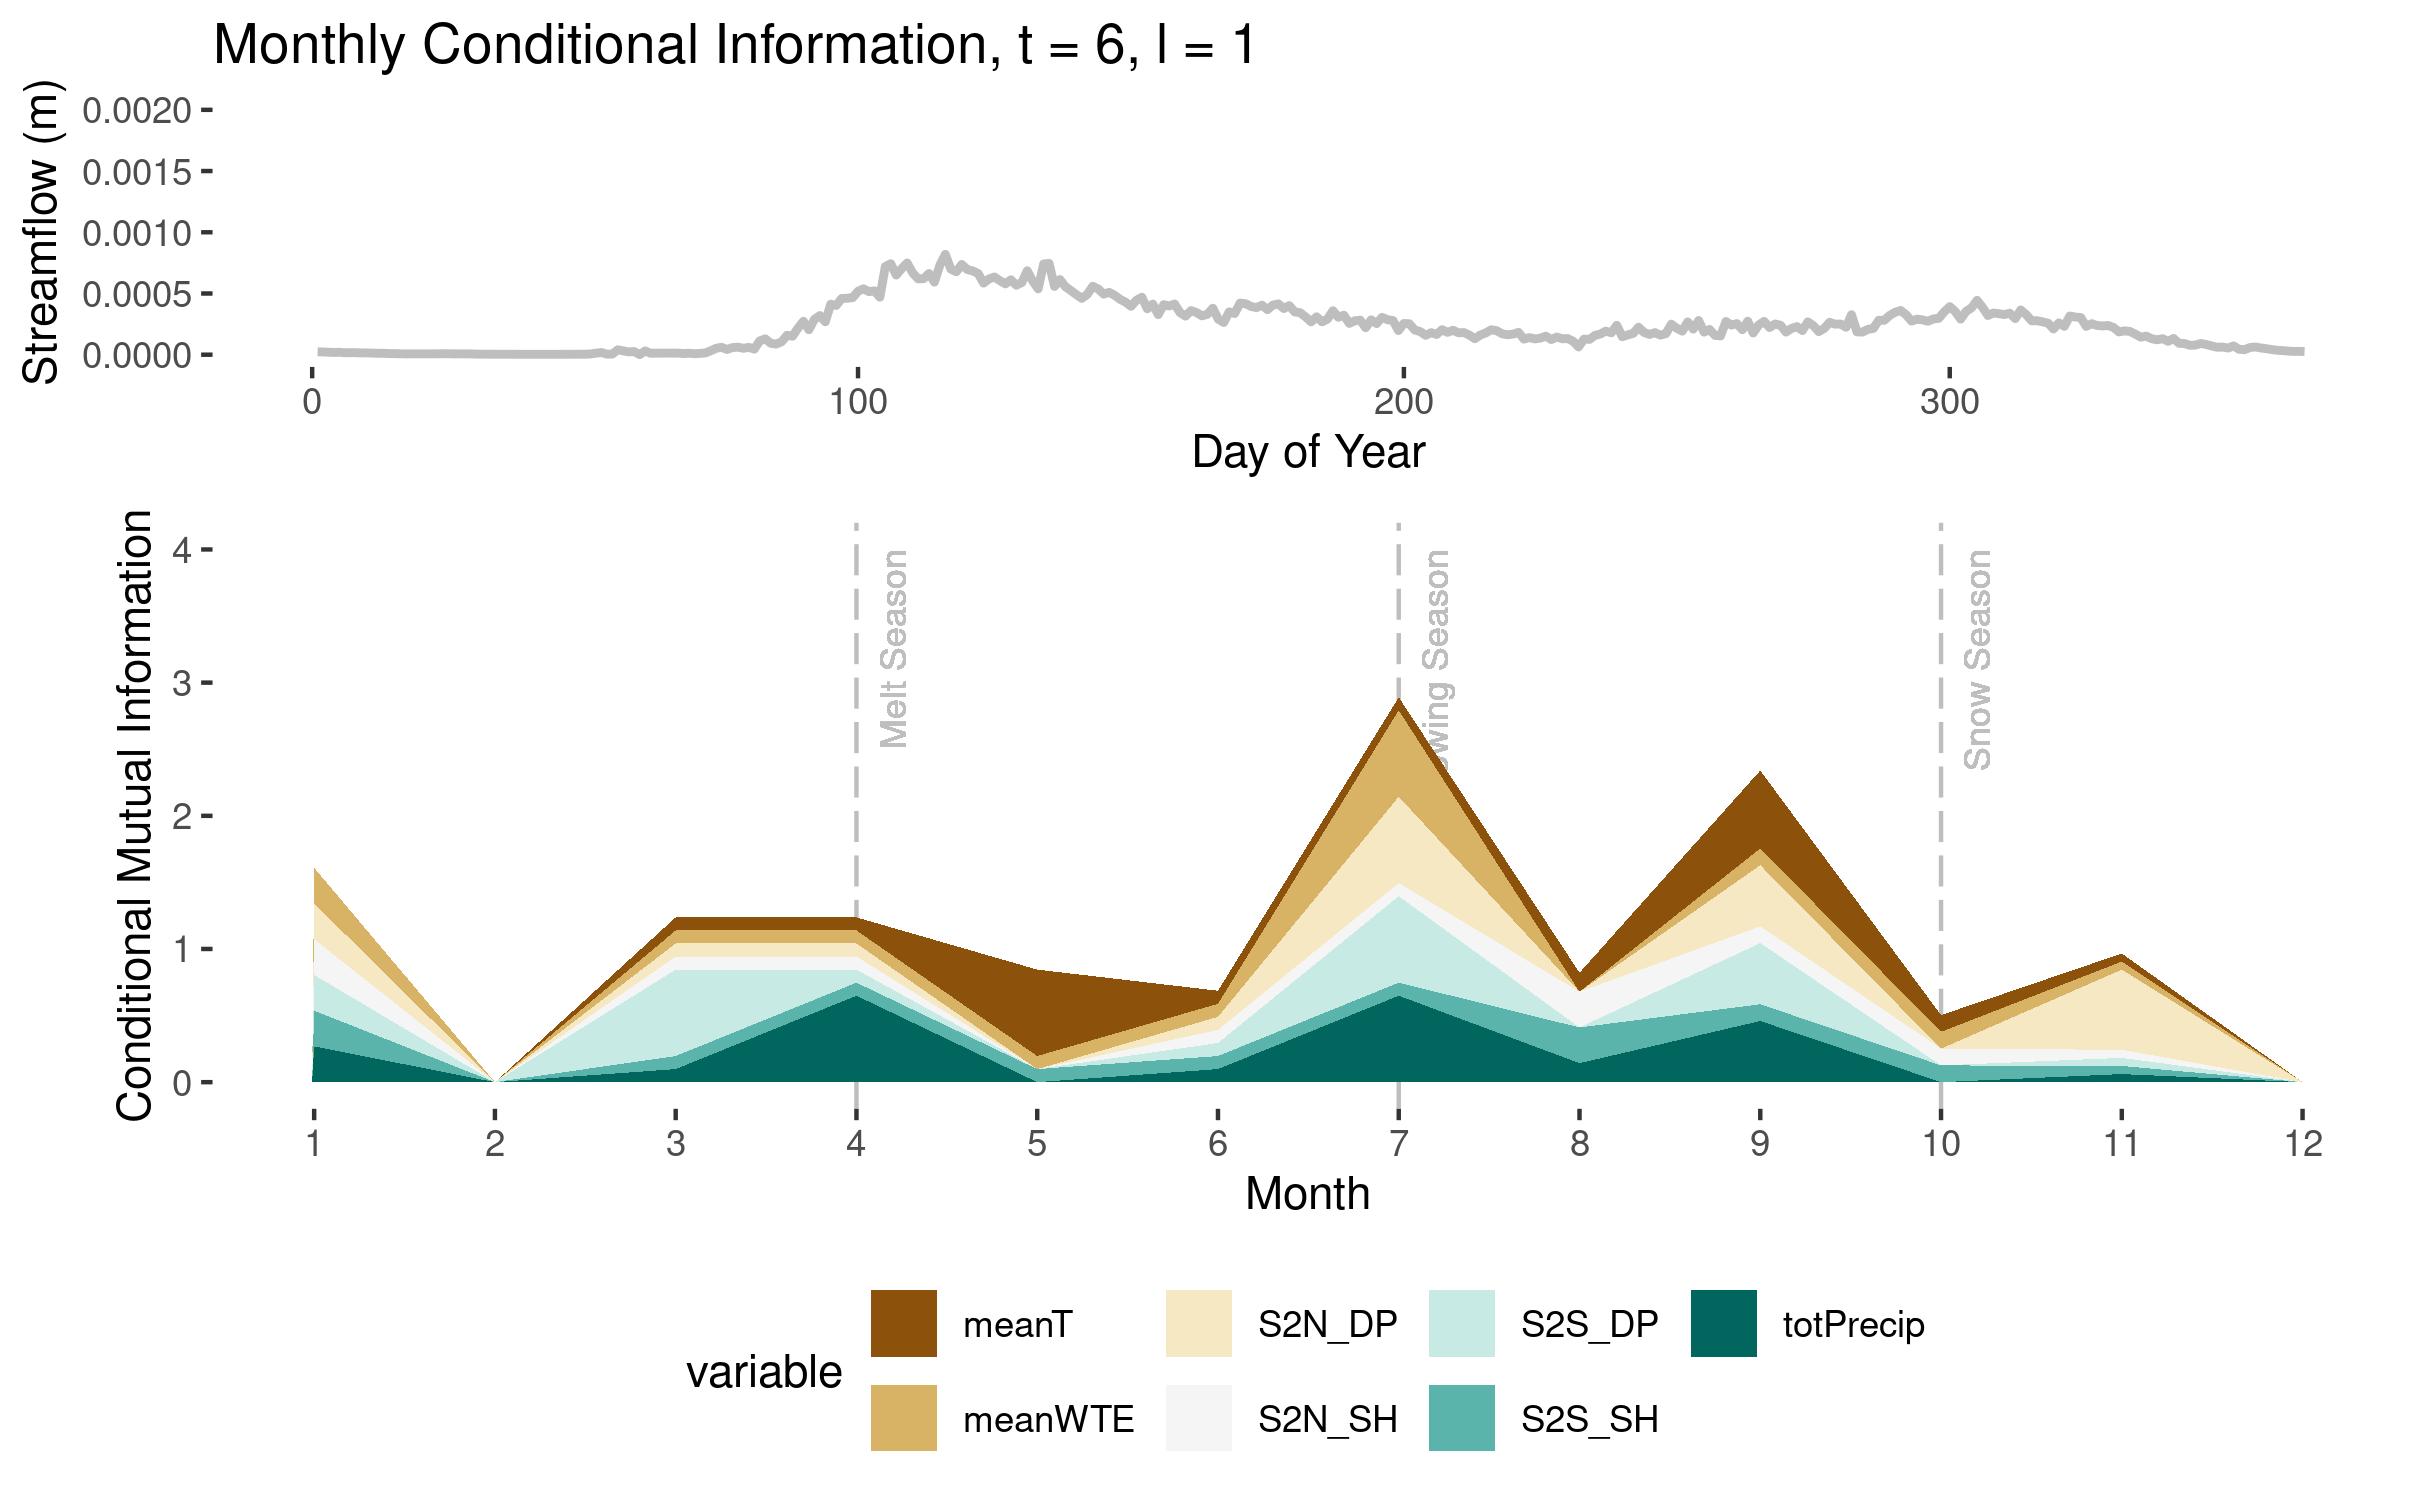 Monthly Conditional Information, t = 6, l = 1
Streamflow (m)
0.0020
0.0015
0.0010
0.0005
0.0000
0 100 200 300
Day of Year
Conditional Mutual Information
4
3
2
1
0
Melt Season
Swing Season
Snow Season
1 2 3 4 5 6 7 8 9 10 11 12
Month
variable
meanT S2N_DP S2S_DP totPrecip
meanWTE S2N_SH S2S_SH